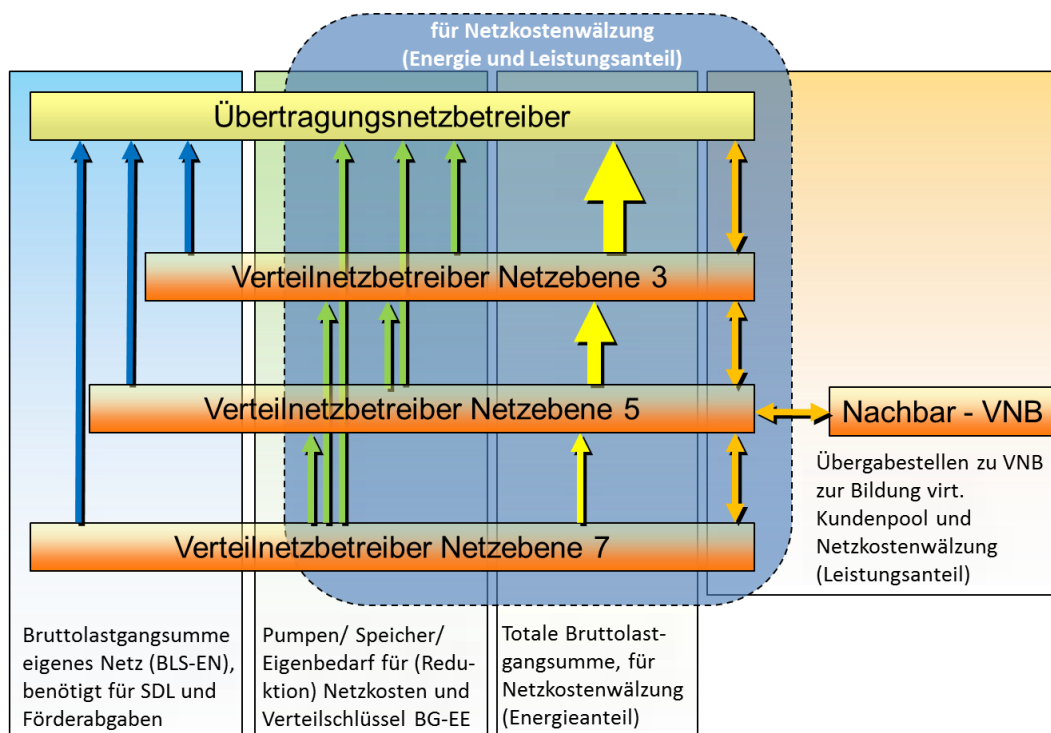 für Netzkostenwälzung
(Energie und Leistungsanteil)
Übertragungsnetzbetreiber
Verteilnetzbetreiber Netzebene 3
Verteilnetzbetreiber Netzebene 5
Nachbar - VNB
Übergabestellen zu VNB
zur Bildung virt.
Kundenpool und
Netzkostenwälzung
(Leistungsanteil)
Verteilnetzbetreiber Netzebene 7
Bruttolastgangsumme
eigenes Netz (BLS-EN),
benötigt für SDL und
Förderabgaben
Pumpen/ Speicher/
Eigenbedarf für (Redu-
ktion) Netzkosten und
Verteilschlüssel BG-EE
Totale Bruttolast-
gangsumme, für
Netzkostenwälzung
(Energieanteil)